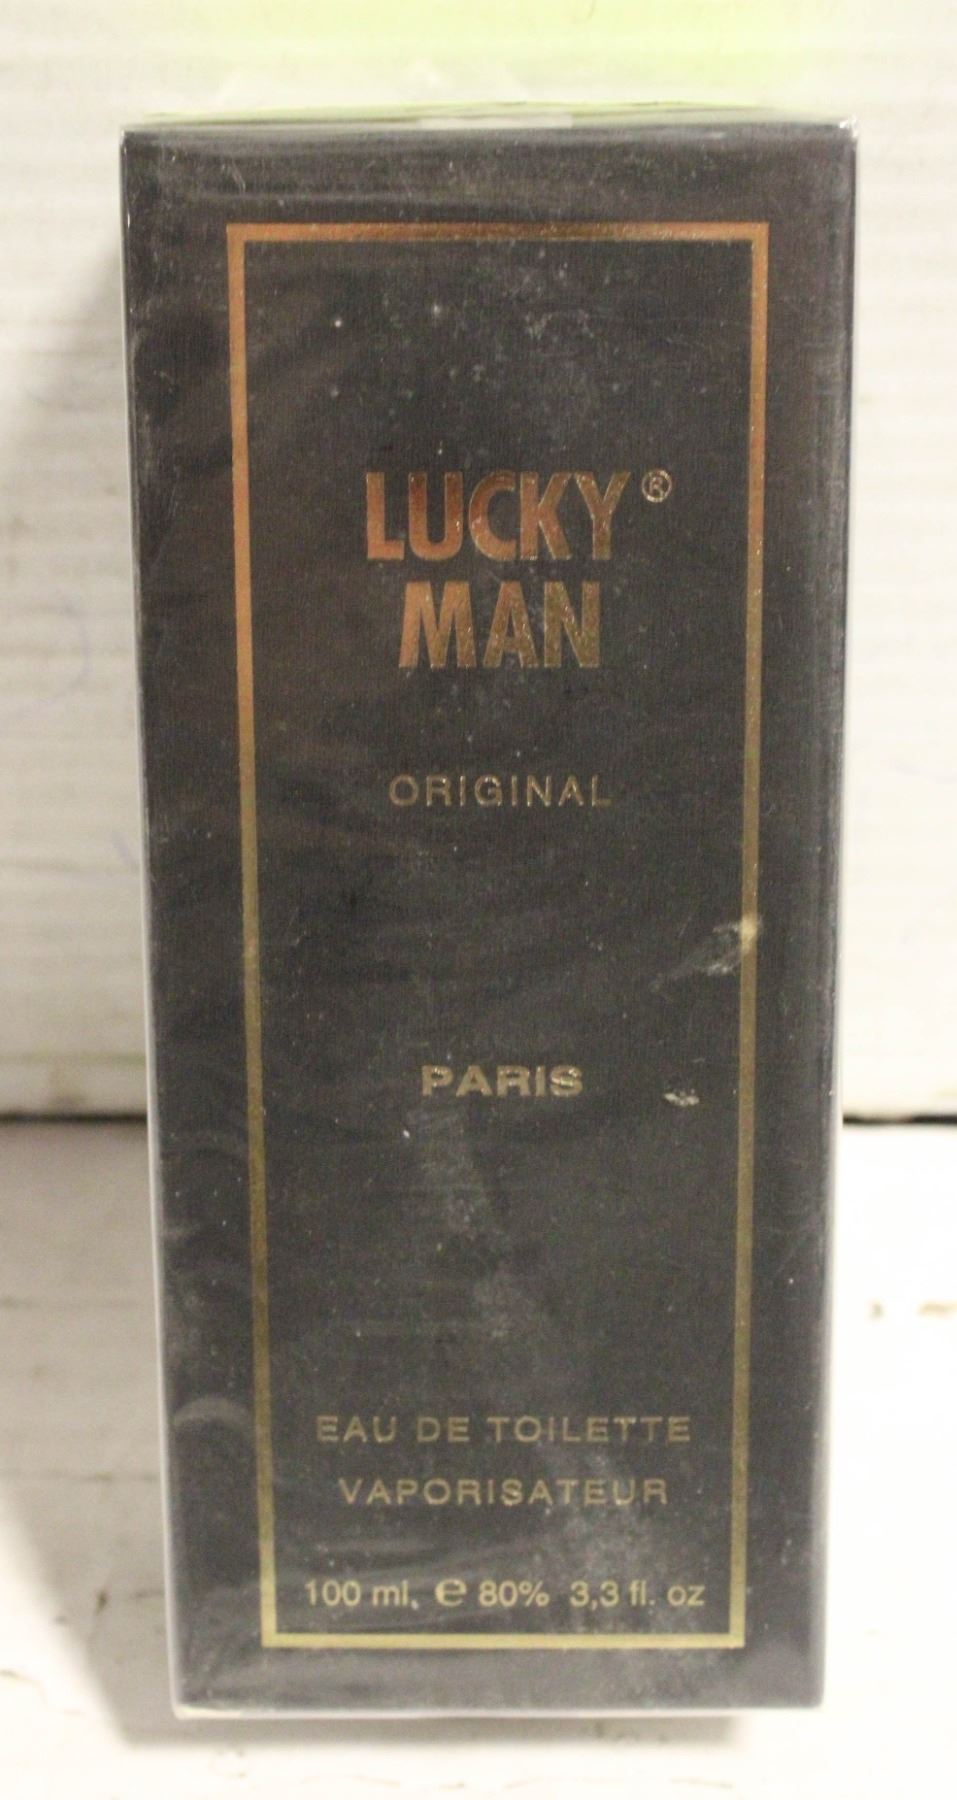 LUCKY®
MAN
ORIGINAL
PARIS
EAU DE TOILETTE
VAPORISATEUR
100 ml. ℮ 80% 3,3 fl. oz